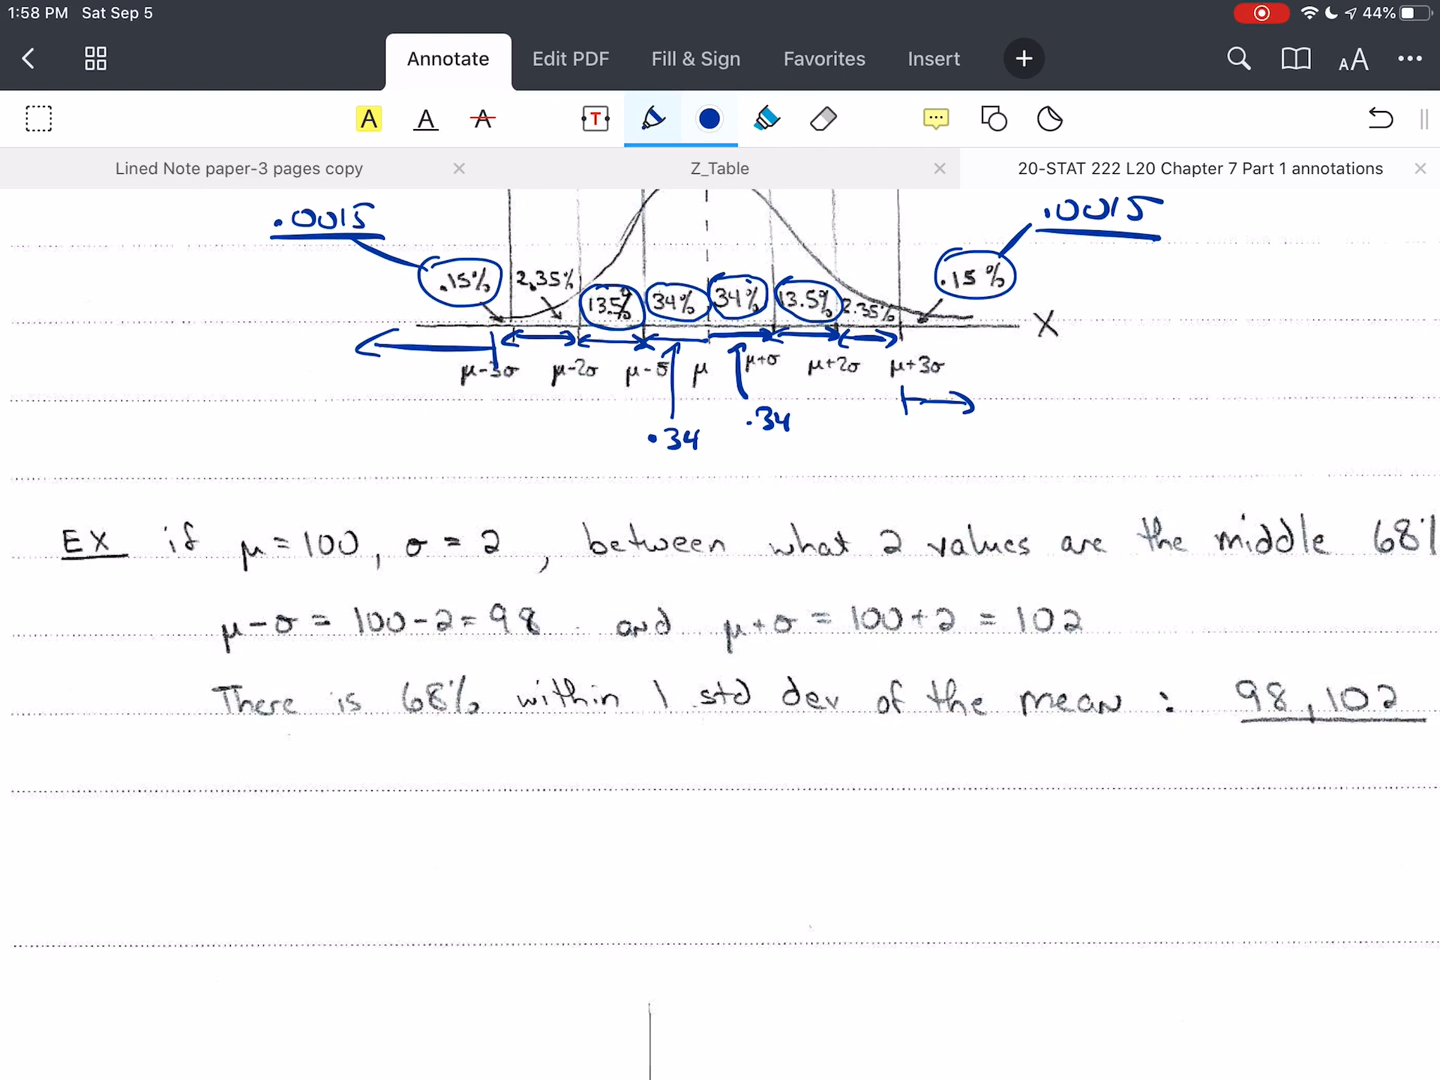 1:58 PM Sat Sep 5 44%
Annotate Edit PDF Fill & Sign Favorites Insert +
A A A T AA
Lined Note paper-3 pages copy Z_Table 20-STAT 222 L20 Chapter 7 Part 1 annotations
.0015 .0015
.15% 2.35% 13.5% 34% 34% 13.5% 2.35% .15% X
μ-3σ μ-2σ μ-σ μ μ+σ μ+2σ μ+3σ
.34 .34
EX if μ=100, σ=2, between what 2 values are the middle 68%
μ-σ = 100-2=98 and μ+σ = 100+2 = 102
There is 68% within 1 std dev of the mean : 98, 102